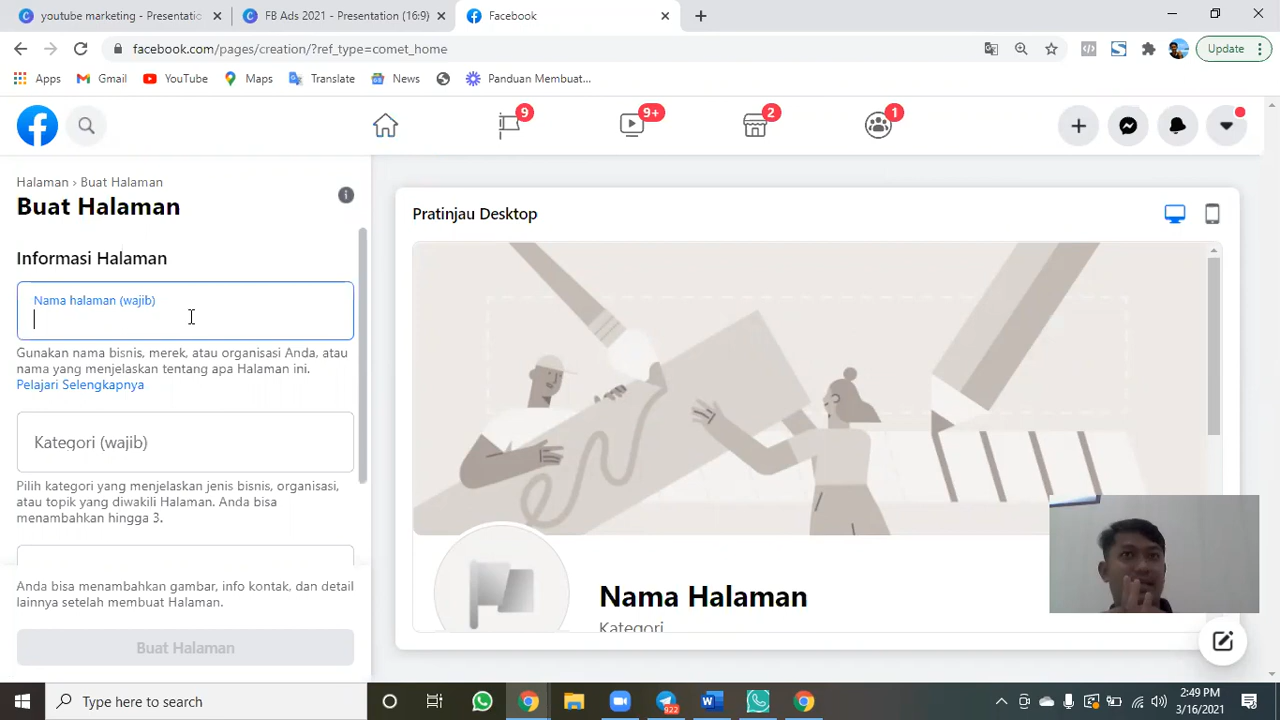 youtube marketing - Presentatic
FB Ads 2021 - Presentation (16:9)
Facebook
facebook.com/pages/creation/?ref_type=comet_home
Update
Apps
Gmail
YouTube
Maps
Translate
News
Panduan Membuat...
9
9+
2
1
Halaman › Buat Halaman
Buat Halaman
Informasi Halaman
Nama halaman (wajib)
Gunakan nama bisnis, merek, atau organisasi Anda, atau
nama yang menjelaskan tentang apa Halaman ini.
Pelajari Selengkapnya
Kategori (wajib)
Pilih kategori yang menjelaskan jenis bisnis, organisasi,
atau topik yang diwakili Halaman. Anda bisa
menambahkan hingga 3.
Anda bisa menambahkan gambar, info kontak, dan detail
lainnya setelah membuat Halaman.
Buat Halaman
Pratinjau Desktop
Nama Halaman
Kategori
Type here to search
922
2:49 PM
3/16/2021